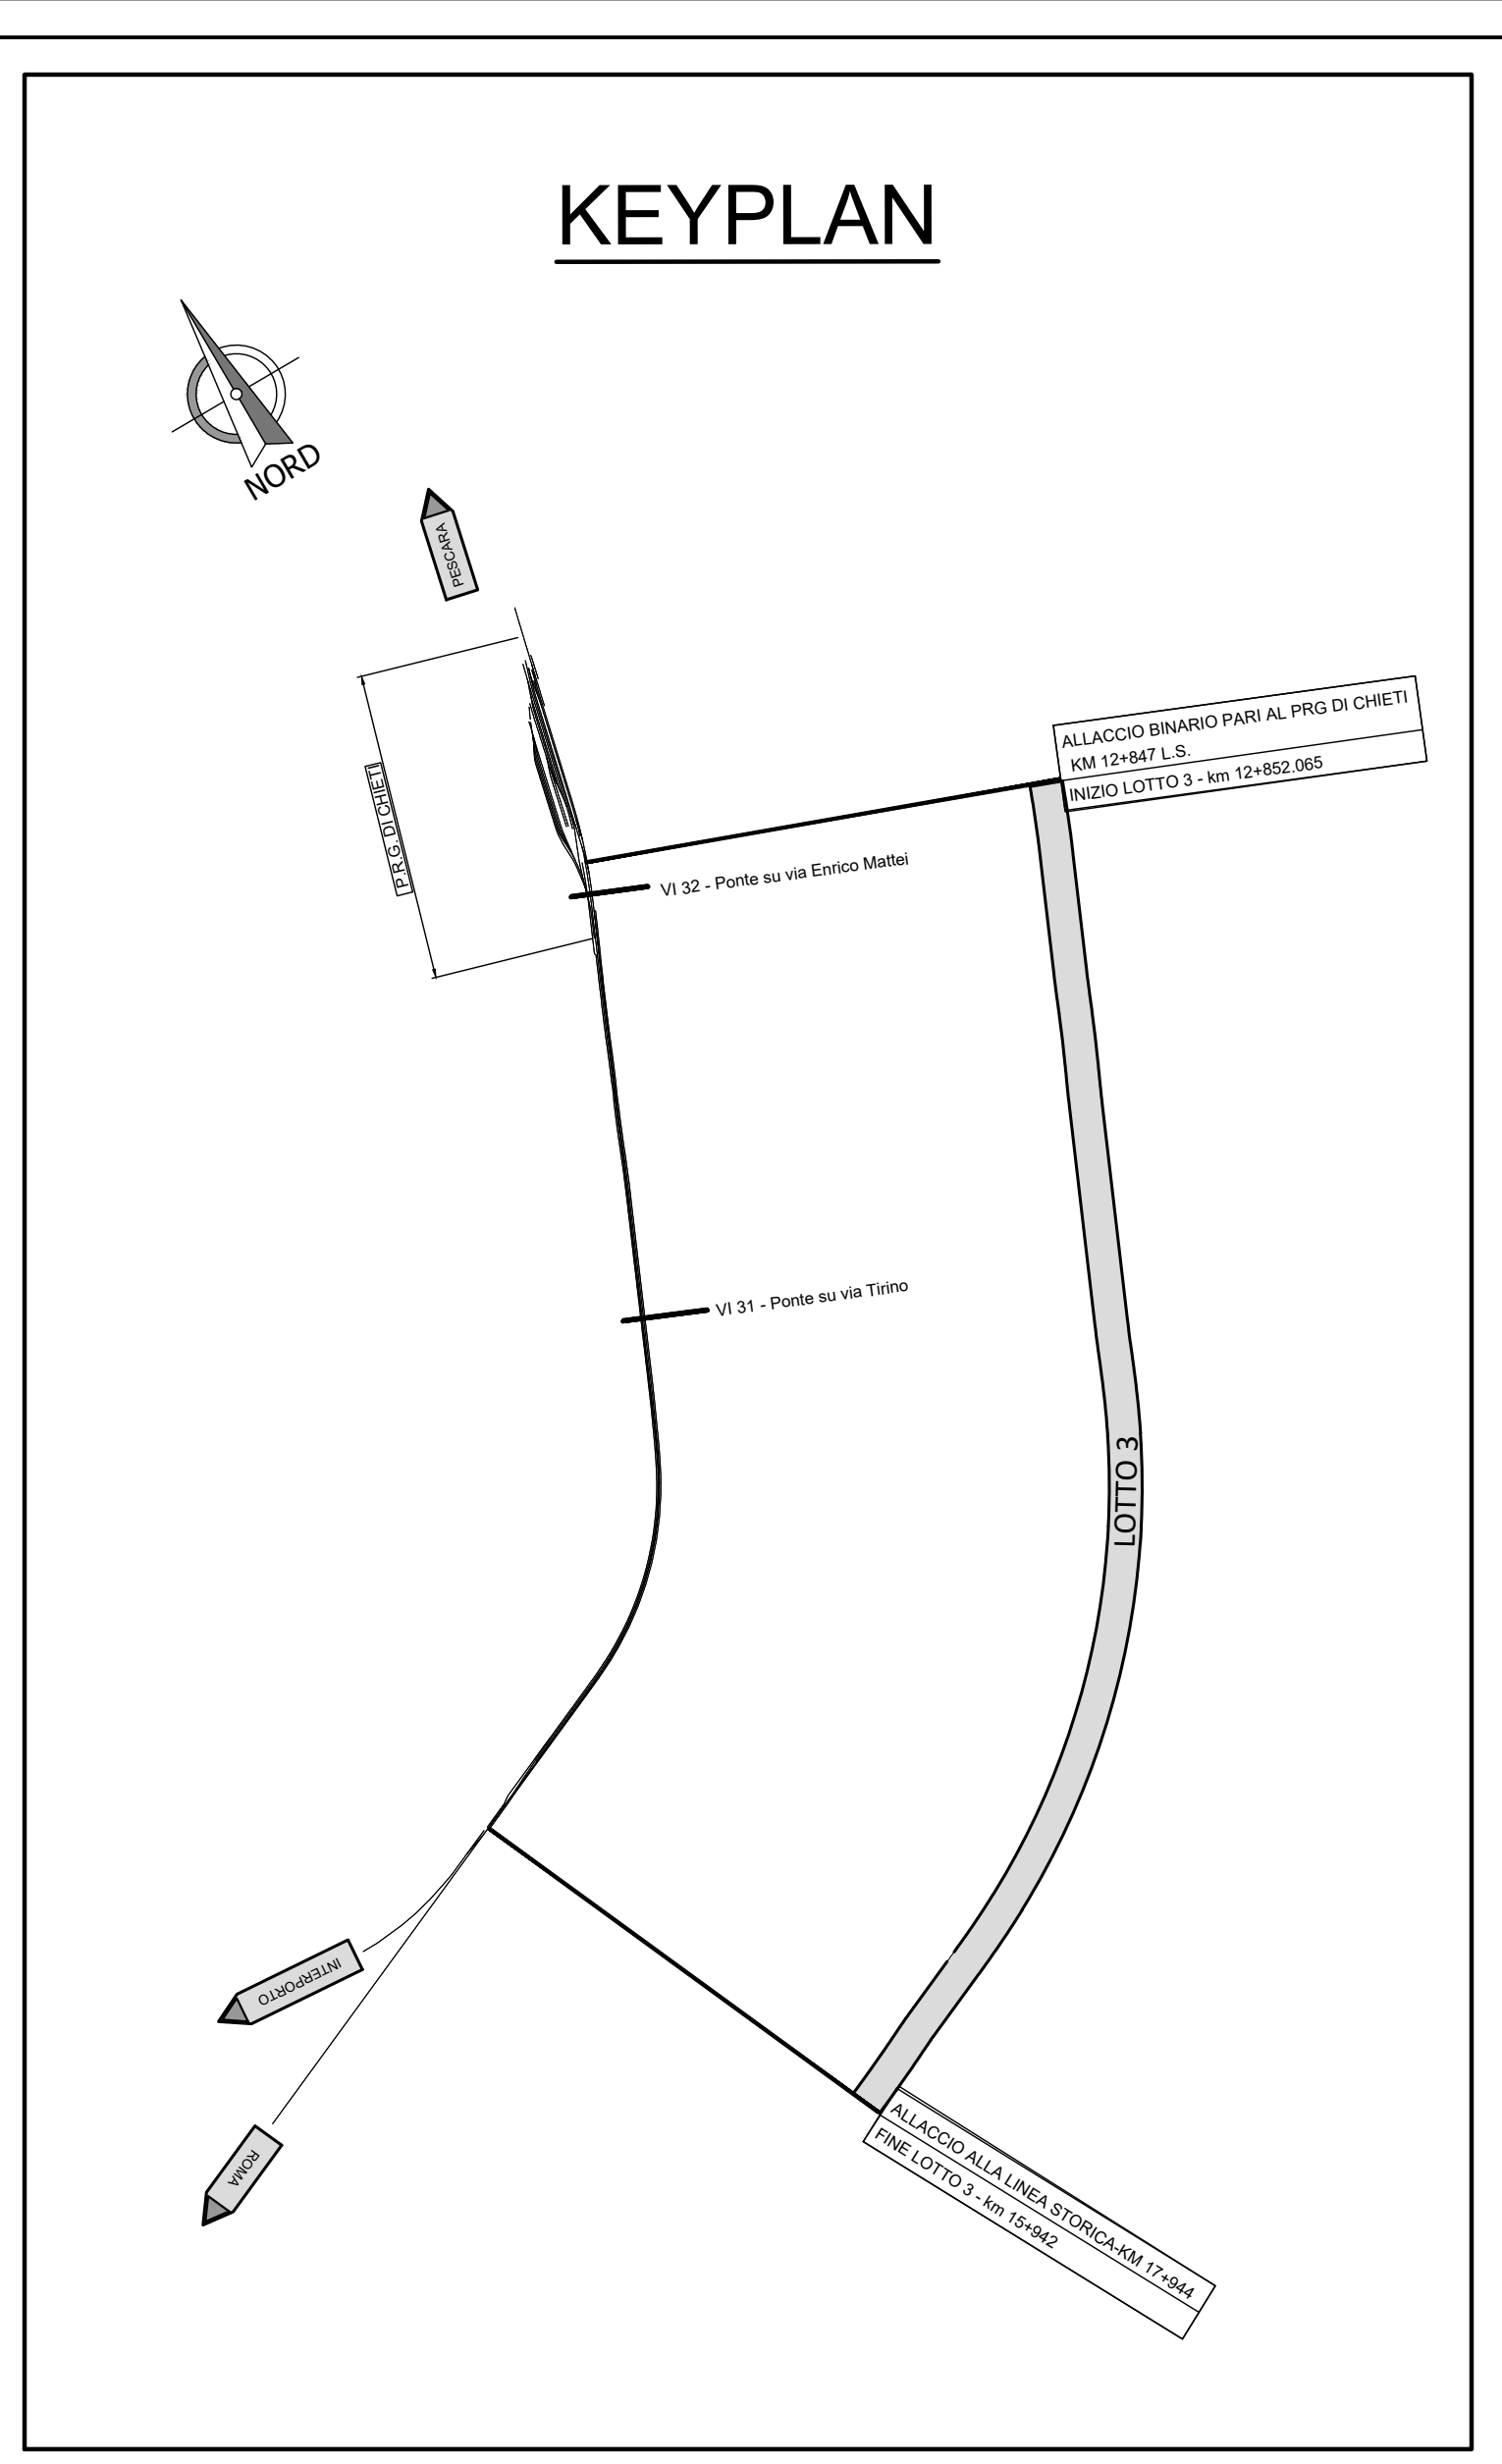 KEYPLAN
NORD
PESCARA
ALLACCIO BINARIO PARI AL PRG DI CHIETI
KM 12+847 L.S.
INIZIO LOTTO 3 - km 12+852.065
P.R.G. DI CHIETI
VI 32 - Ponte su via Enrico Mattei
VI 31 - Ponte su via Tirino
LOTTO 3
INTERPORTO
ROMA
ALLACCIO ALLA LINEA STORICA-KM 17+944
FINE LOTTO 3 - km 15+942